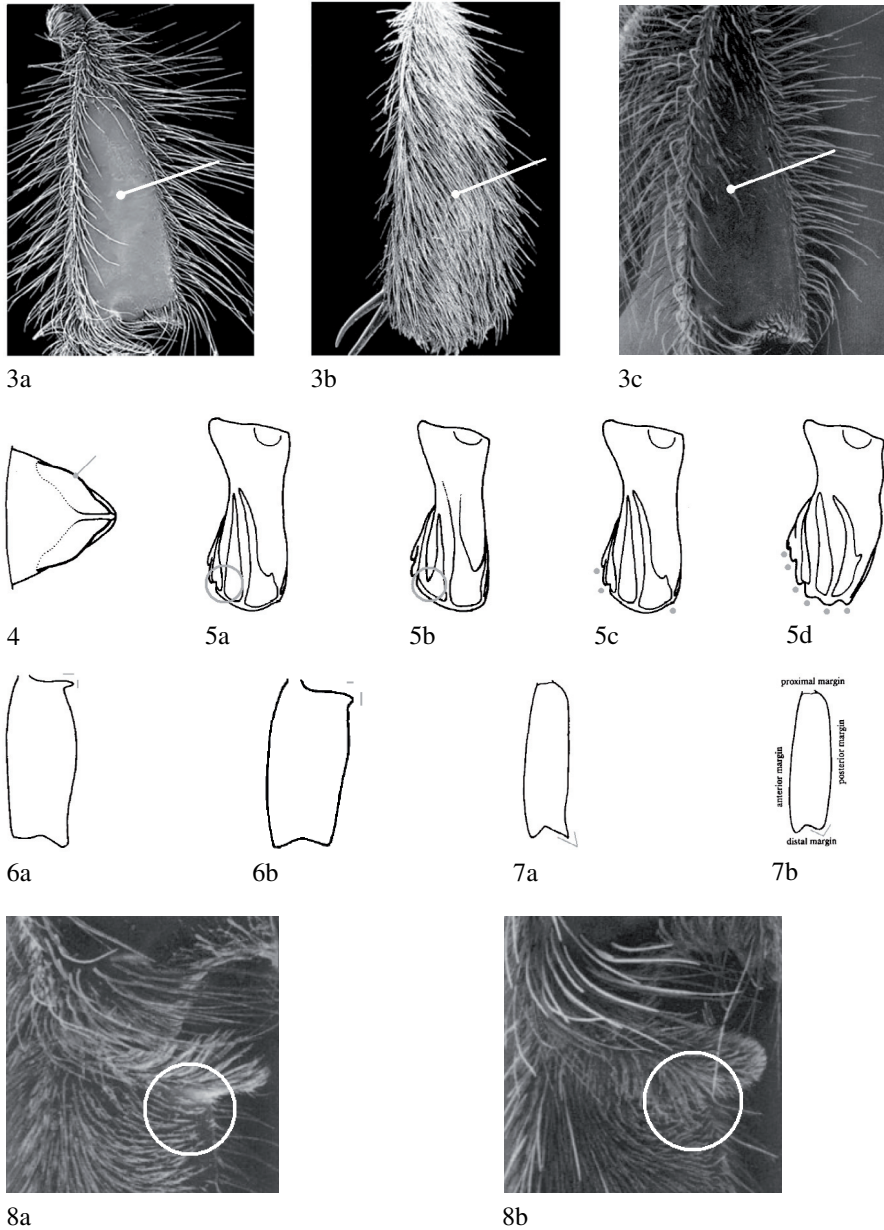 3a
3b
3c
4
5a
5b
5c
5d
proximal margin
anterior margin
posterior margin
distal margin
6a
6b
7a
7b
8a
8b